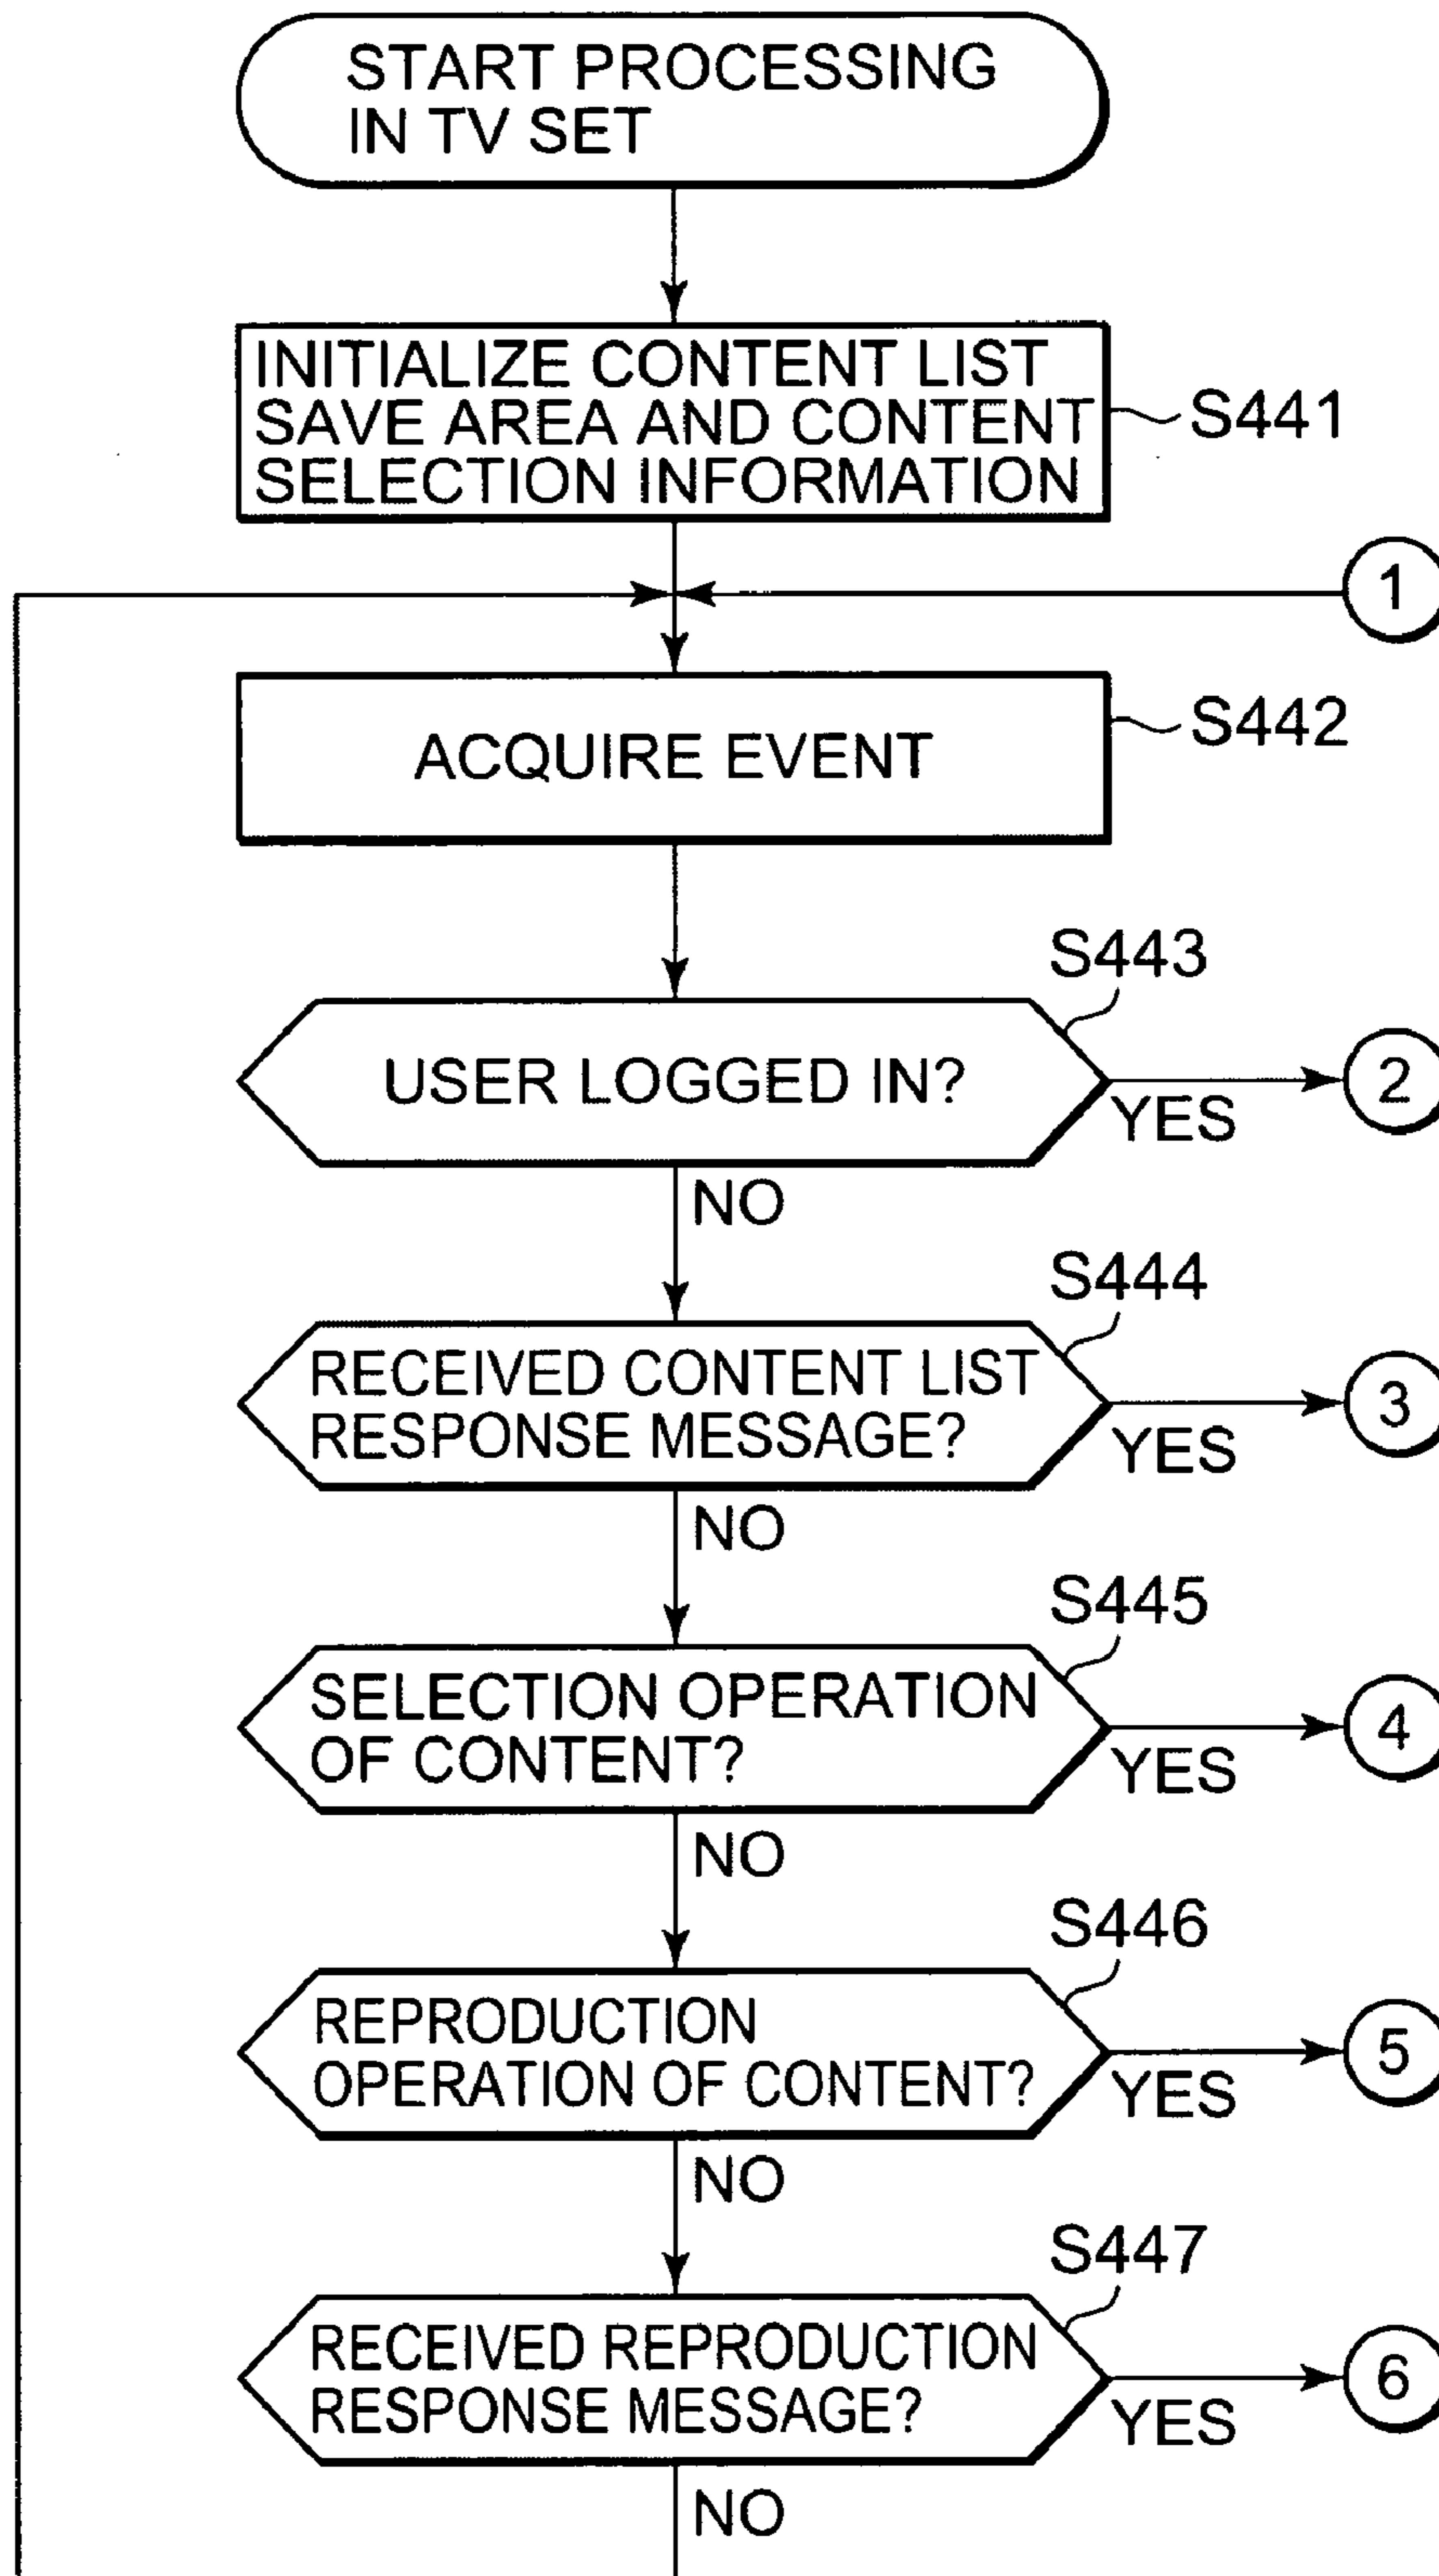 START PROCESSING
IN TV SET
INITIALIZE CONTENT LIST
SAVE AREA AND CONTENT
SELECTION INFORMATION
S441
1
ACQUIRE EVENT
S442
S443
USER LOGGED IN?
YES
2
NO
S444
RECEIVED CONTENT LIST
RESPONSE MESSAGE?
YES
3
NO
S445
SELECTION OPERATION
OF CONTENT?
YES
4
NO
S446
REPRODUCTION
OPERATION OF CONTENT?
YES
5
NO
S447
RECEIVED REPRODUCTION
RESPONSE MESSAGE?
YES
6
NO